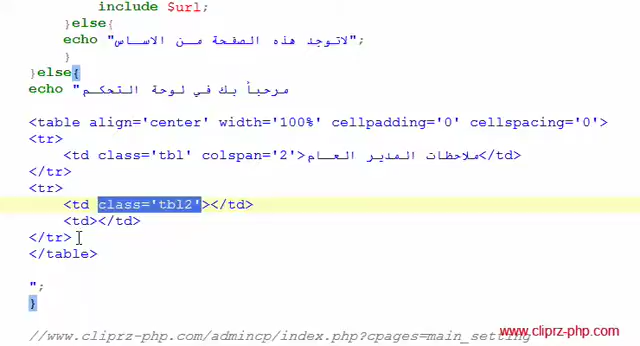 include $url;
}else{
echo "لاتوجد هذه الصفحة من الاساس";
}
}else{
echo "مرحباً بك في لوحة التحكم
<table align='center' width='100%' cellpadding='0' cellspacing='0'>
<tr>
<td class='tbl' colspan='2'>ملاحظات المدير العام</td>
</tr>
<tr>
<td class='tbl2'></td>
<td></td>
</tr>
</table>
";
}
//www.cliprz-php.com/admincp/index.php?cpages=main_setting
www.cliprz-php.com